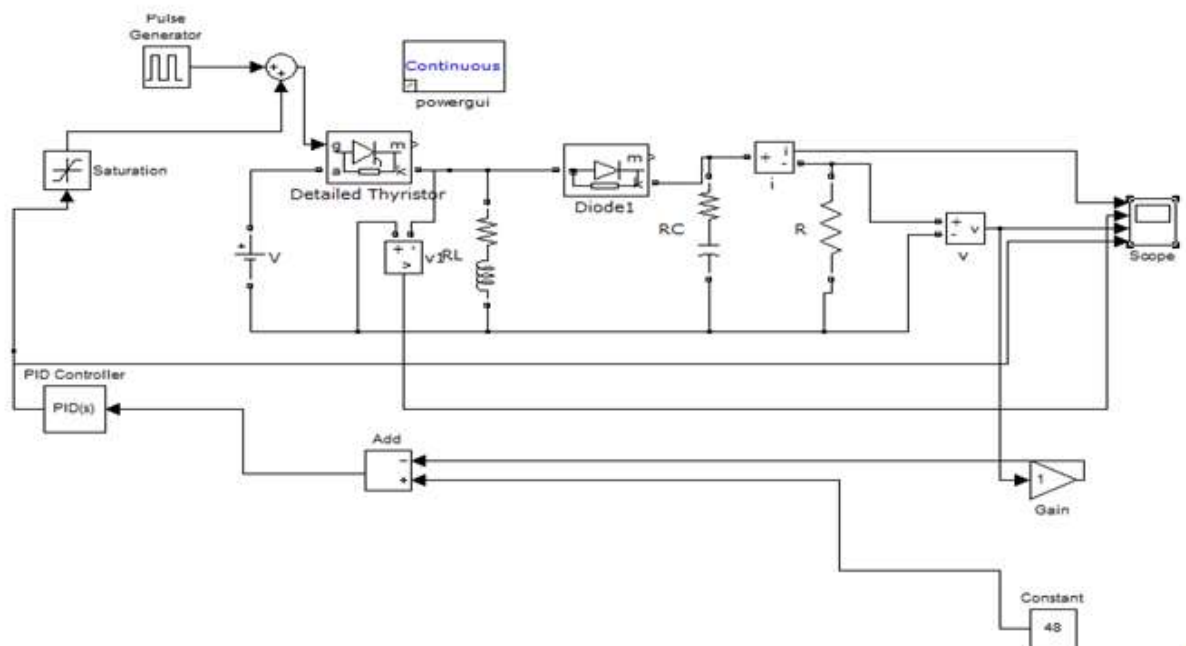 Pulse
Generator
Continuous
powergui
Saturation
g
m
a
k
Detailed Thyristor
m
a
k
Diode1
+
-
i
i
V
+
-
v
v1
RL
RC
R
+
-
v
v
Scope
PID Controller
PID(s)
Add
-
+
1
Gain
Constant
48